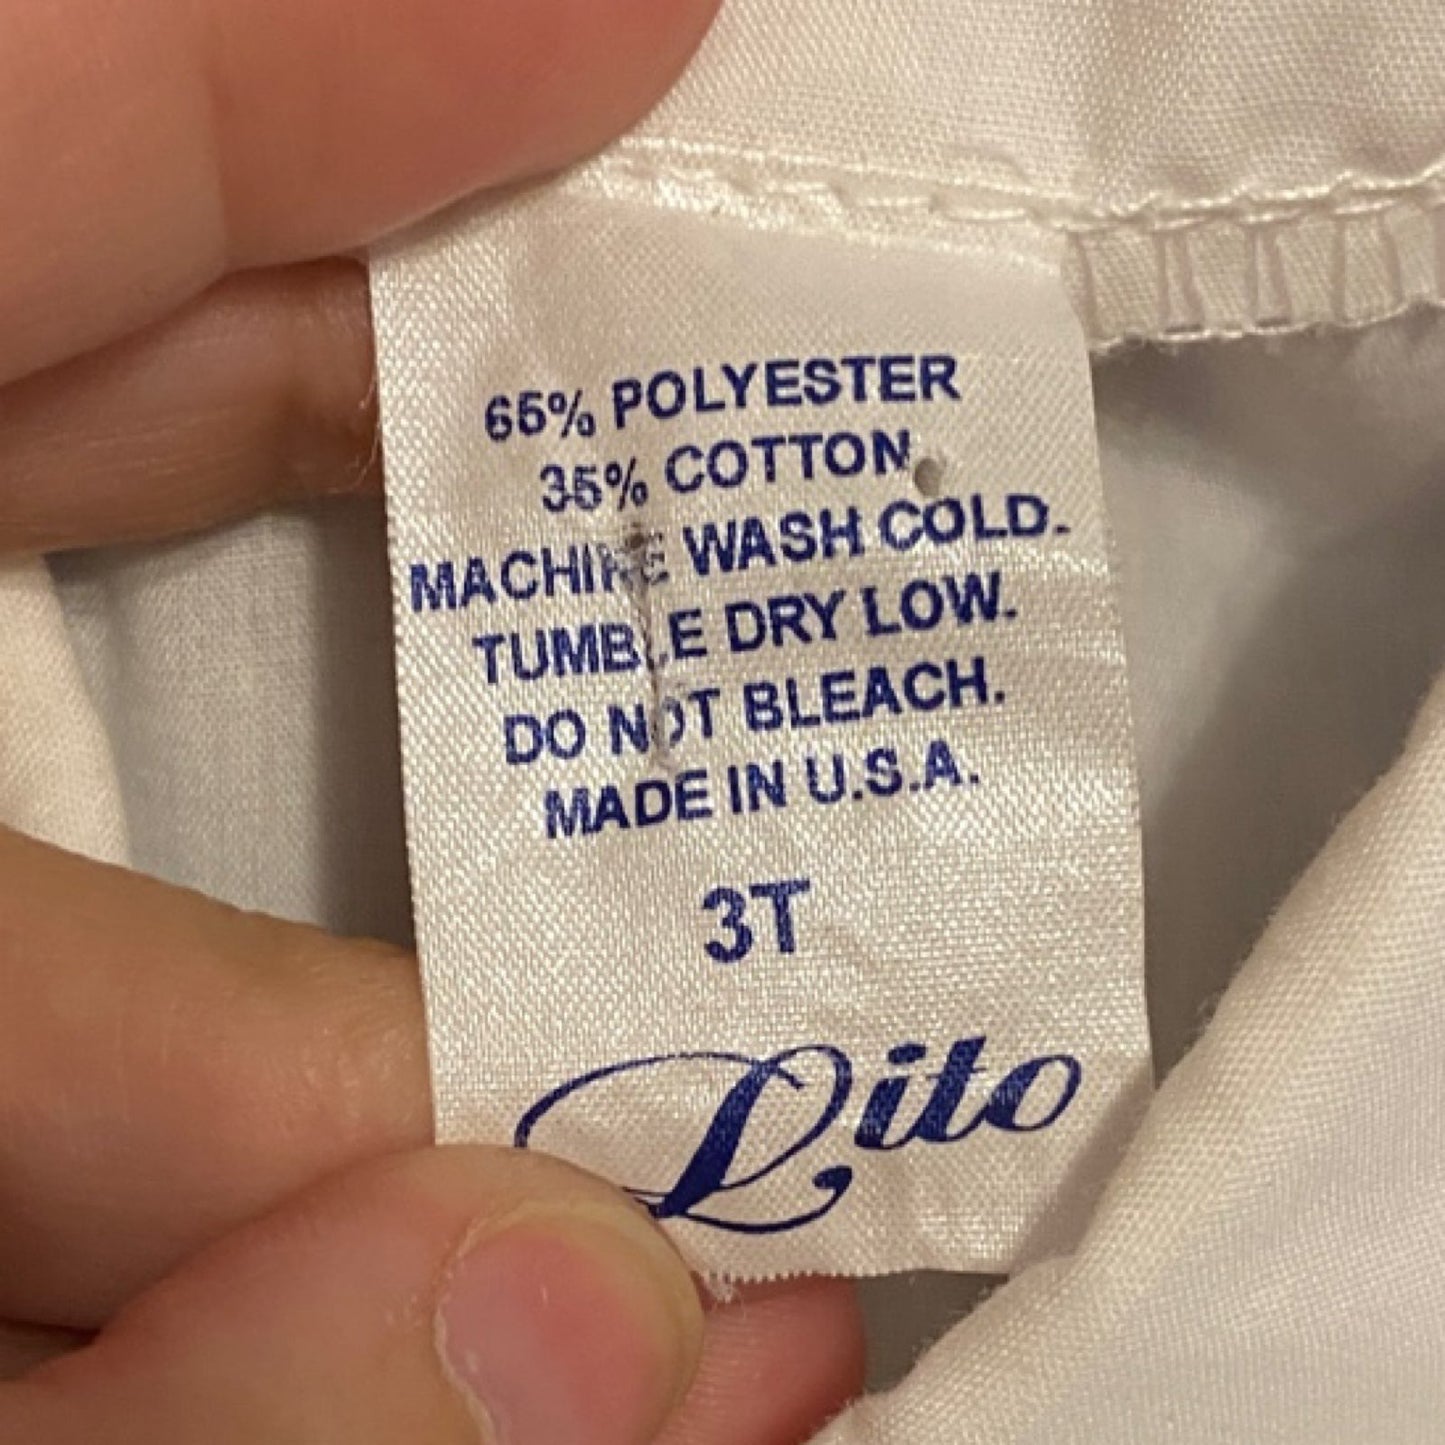 65% POLYESTER
35% COTTON
MACHINE WASH COLD.
TUMBLE DRY LOW.
DO NOT BLEACH.
MADE IN U.S.A.
3T
Lito